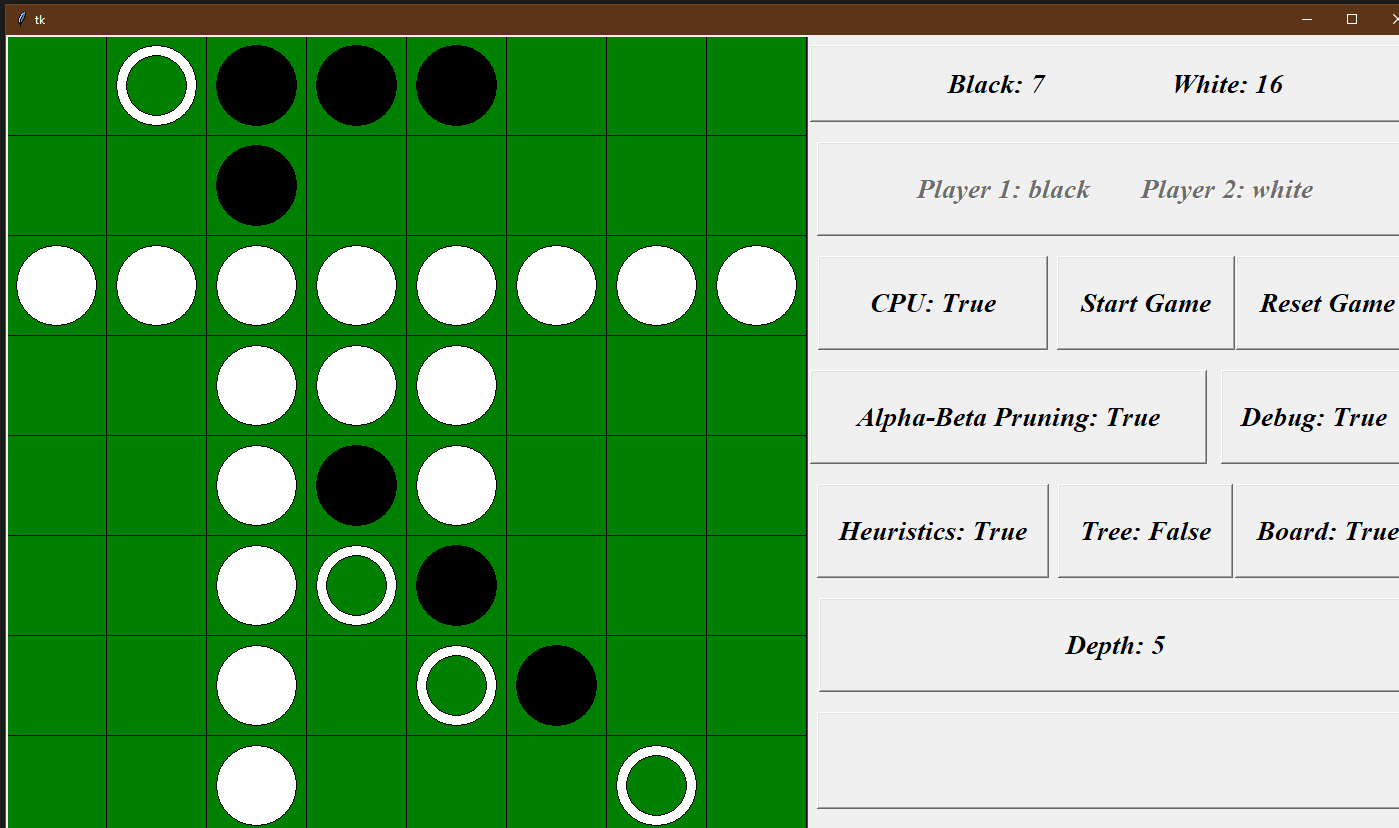 tk
Black: 7 White: 16
Player 1: black Player 2: white
CPU: True Start Game Reset Game
Alpha-Beta Pruning: True Debug: True
Heuristics: True Tree: False Board: True
Depth: 5